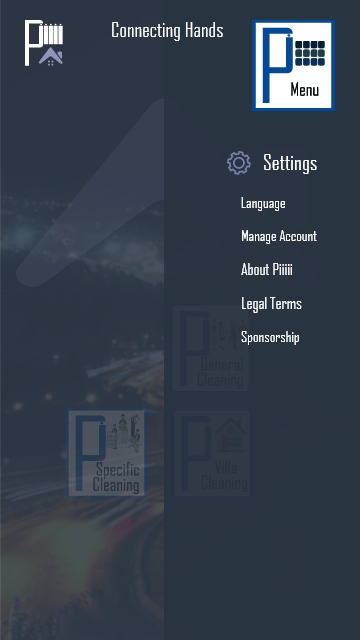 Connecting Hands
Menu
Settings
Language
Manage Account
About Piiiii
Legal Terms
Sponsorship
General
Cleaning
Specific
Cleaning
Villa
Cleaning